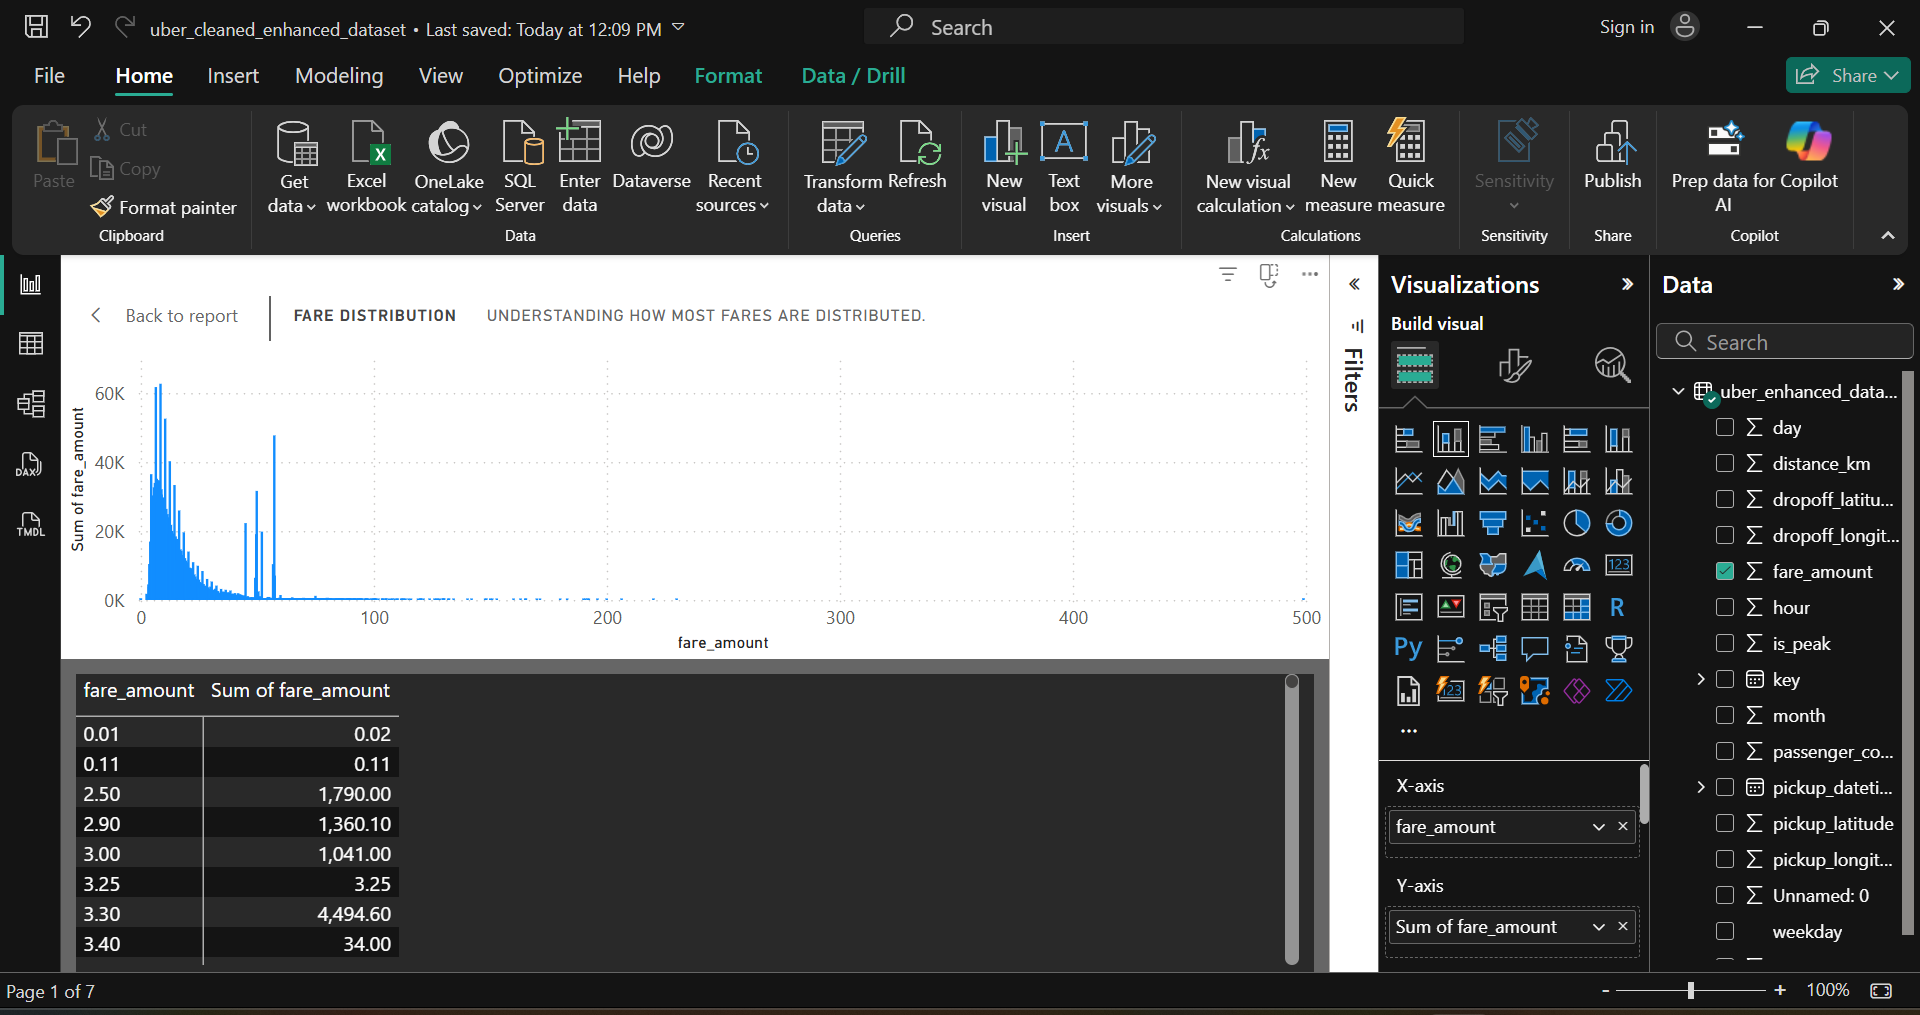 uber_cleaned_enhanced_dataset • Last saved: Today at 12:09 PM
Search
Sign in
File
Home
Insert
Modeling
View
Optimize
Help
Format
Data / Drill
Share
Paste
Cut
Copy
Format painter
Clipboard
Get data
Excel workbook
OneLake catalog
SQL Server
Enter data
Dataverse
Recent sources
Data
Transform data
Refresh
Queries
New visual
Text box
More visuals
Insert
New visual calculation
New measure
Quick measure
Calculations
Sensitivity
Sensitivity
Publish
Share
Prep data for AI
Copilot
Copilot
DAX
TMDL
Back to report
FARE DISTRIBUTION
UNDERSTANDING HOW MOST FARES ARE DISTRIBUTED.
Sum of fare_amount
60K
40K
20K
0K
0 100 200 300 400 500
fare_amount
fare_amount Sum of fare_amount
0.01 0.02
0.11 0.11
2.50 1,790.00
2.90 1,360.10
3.00 1,041.00
3.25 3.25
3.30 4,494.60
3.40 34.00
Filters
Visualizations
Build visual
123
R
Py
123
X-axis
fare_amount
Y-axis
Sum of fare_amount
Data
Search
uber_enhanced_data...
day
distance_km
dropoff_latitu...
dropoff_longit...
fare_amount
hour
is_peak
key
month
passenger_co...
pickup_dateti...
pickup_latitude
pickup_longit...
Unnamed: 0
weekday
Page 1 of 7
- + 100%